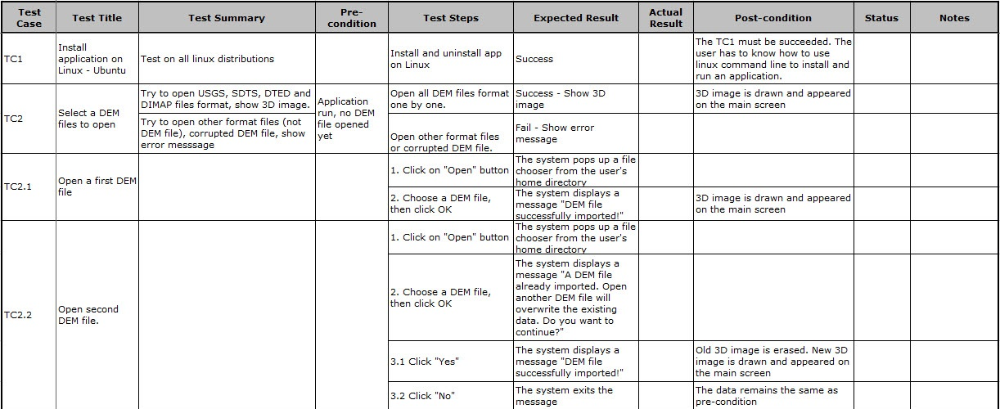 Test Case
Test Title
Test Summary
Pre-condition
Test Steps
Expected Result
Actual Result
Post-condition
Status
Notes
TC1
Install
application on
Linux - Ubuntu
Test on all linux distributions
Install and uninstall app
on Linux
Success
The TC1 must be succeeded. The
user has to know how to use
linux command line to install and
run an application.
TC2
Select a DEM
files to open
Try to open USGS, SDTS, DTED and
DIMAP files format, show 3D image.
Application
run, no DEM
file opened
yet
Open all DEM files format
one by one.
Success - Show 3D
image
3D image is drawn and appeared
on the main screen
Try to open other format files (not
DEM file), corrupted DEM file, show
error messsage
Open other format files
or corrupted DEM file.
Fail - Show error
message
TC2.1
Open a first DEM
file
1. Click on "Open" button
The system pops up a file
chooser from the user's
home directory
2. Choose a DEM file,
then click OK
The system displays a
message "DEM file
successfully imported!"
3D image is drawn and appeared
on the main screen
TC2.2
Open second
DEM file.
1. Click on "Open" button
The system pops up a file
chooser from the user's
home directory
2. Choose a DEM file,
then click OK
The system displays a
message "A DEM file
already imported. Open
another DEM file will
overwrite the existing
data. Do you want to
continue?"
3.1 Click "Yes"
The system displays a
message "DEM file
successfully imported!"
Old 3D image is erased. New 3D
image is drawn and appeared on
the main screen
3.2 Click "No"
The system exits the
message
The data remains the same as
pre-condition